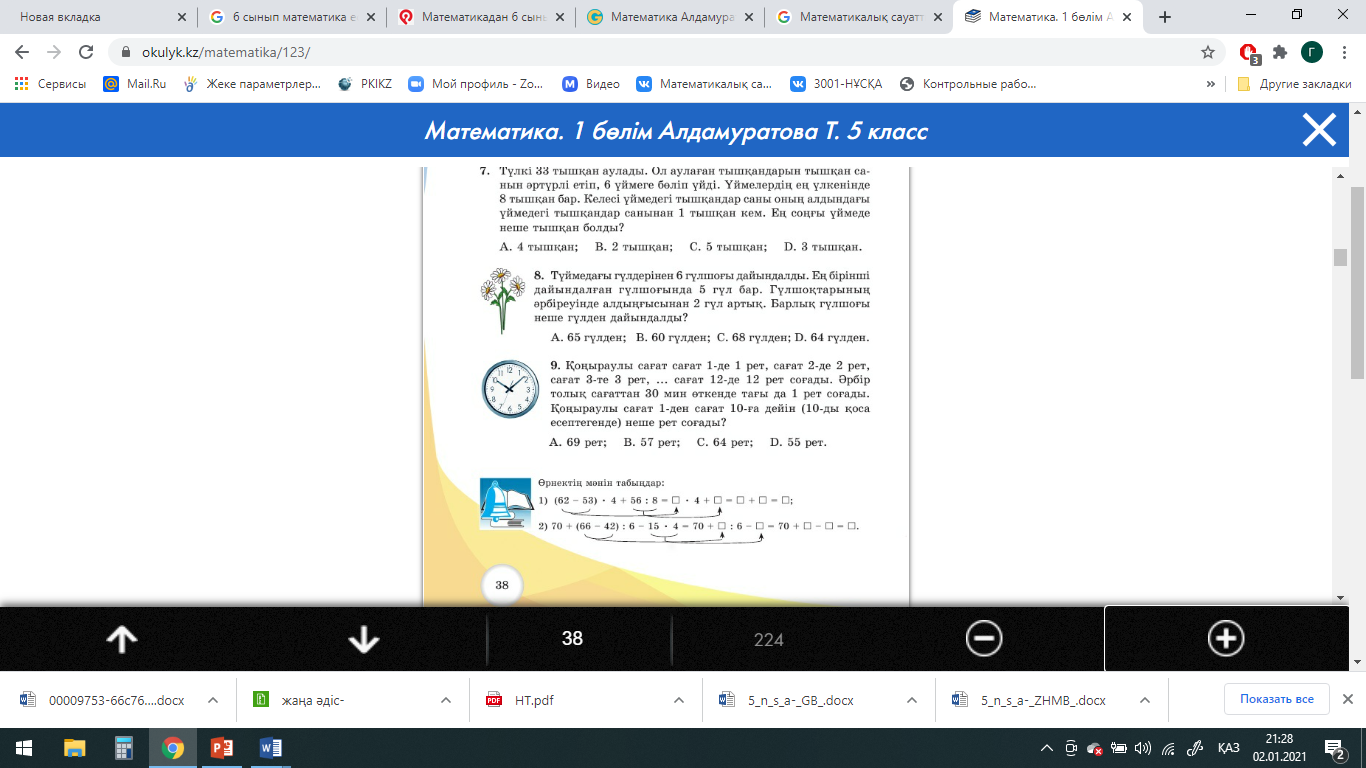 Новая вкладка
6 сынып математика е
Математикадан 6 сынь
Математика Алдамура
Математикалық сауатт
Математика. 1 бөлім А
okulyk.kz/matematika/123/
Г
3
Сервисы
Mail.Ru
Жеке параметрлер...
PKIZ
Мой профиль - Zo...
Видео
Математикалық са...
3001-НҰСҚА
Контрольные рабо...
»
Другие закладки
Математика. 1 бөлім Алдамуратова Т. 5 класс
7. Түлкі 33 тышқан аулады. Ол аулаған тышқандарын тышқан са-
нын әртүрлі етіп, 6 үймеге бөліп үйді. Үймелердің ең үлкенінде
8 тышқан бар. Келесі үймедегі тышқандар саны оның алдындағы
үймедегі тышқандар санынан 1 тышқан кем. Ең соңғы үймеде
неше тышқан болды?
A. 4 тышқан; B. 2 тышқан; C. 5 тышқан; D. 3 тышқан.
8. Түймедағы гүлдерінен 6 гүлшоғы дайындалды. Ең бірінші
дайындалған гүлшоғында 5 гүл бар. Гүлшоқтарының
әрбіреуінде алдыңғысынан 2 гүл артық. Барлық гүлшоғы
неше гүлден дайындалды?
A. 65 гүлден; B. 60 гүлден; C. 68 гүлден; D. 64 гүлден.
9. Қоңыраулы сағат сағат 1-де 1 рет, сағат 2-де 2 рет,
сағат 3-те 3 рет, ... сағат 12-де 12 рет соғады. Әрбір
толық сағаттан 30 мин өткенде тағы да 1 рет соғады.
Қоңыраулы сағат 1-ден сағат 10-ға дейін (10-ды қоса
есептегенде) неше рет соғады?
A. 69 рет; B. 57 рет; C. 64 рет; D. 55 рет.
Өрнектің мәнін табыңдар:
1) (62 – 53) · 4 + 56 : 8 = □ · 4 + □ = □ + □ = □;
2) 70 + (66 – 42) : 6 – 15 · 4 = 70 + □ : 6 – □ = 70 + □ – □ = □.
38
38
224
00009753-66c76....docx
жаңа әдіс-
НТ.pdf
5_n_s_a-_GB_.docx
5_n_s_a-_ZHMB_.docx
Показать все
ҚАЗ
21:28
02.01.2021
2